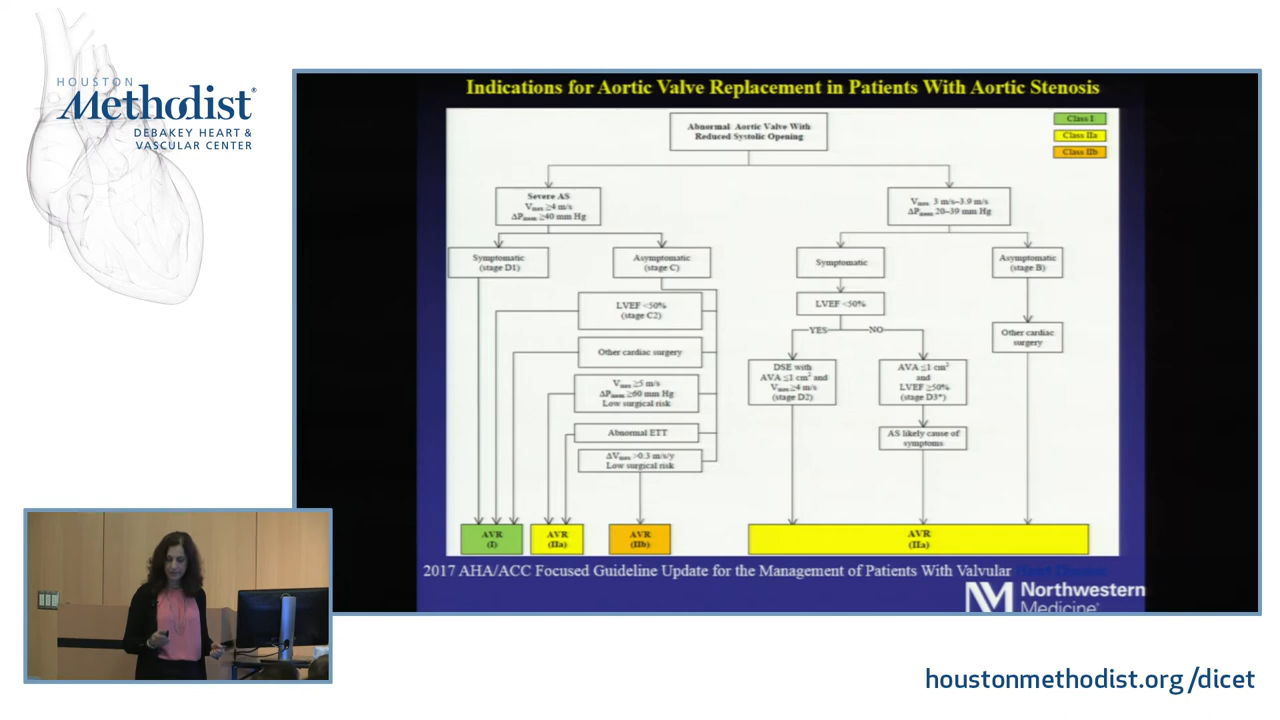 HOUSTON
Methodist®
DEBAKEY HEART &
VASCULAR CENTER
Indications for Aortic Valve Replacement in Patients With Aortic Stenosis
Abnormal Aortic Valve With
Reduced Systolic Opening
Class I
Class IIa
Class IIb
Severe AS
Vmax ≥4 m/s
ΔPmean ≥40 mm Hg
Vmax 3 m/s–3.9 m/s
ΔPmean 20–39 mm Hg
Symptomatic
(stage D1)
Asymptomatic
(stage C)
Symptomatic
Asymptomatic
(stage B)
LVEF <50%
(stage C2)
Other cardiac surgery
Vmax ≥5 m/s
ΔPmean ≥60 mm Hg
Low surgical risk
Abnormal ETT
ΔVmax >0.3 m/s/y
Low surgical risk
LVEF <50%
YES
NO
DSE with
AVA ≤1 cm² and
Vmax ≥4 m/s
(stage D2)
AVA ≤1 cm²
and
LVEF ≥50%
(stage D3*)
AS likely cause of
symptoms
Other cardiac
surgery
AVR
(I)
AVR
(IIa)
AVR
(IIb)
AVR
(IIa)
2017 AHA/ACC Focused Guideline Update for the Management of Patients With Valvular Heart Disease
NM Northwestern
Medicine®
houstonmethodist.org/dicet